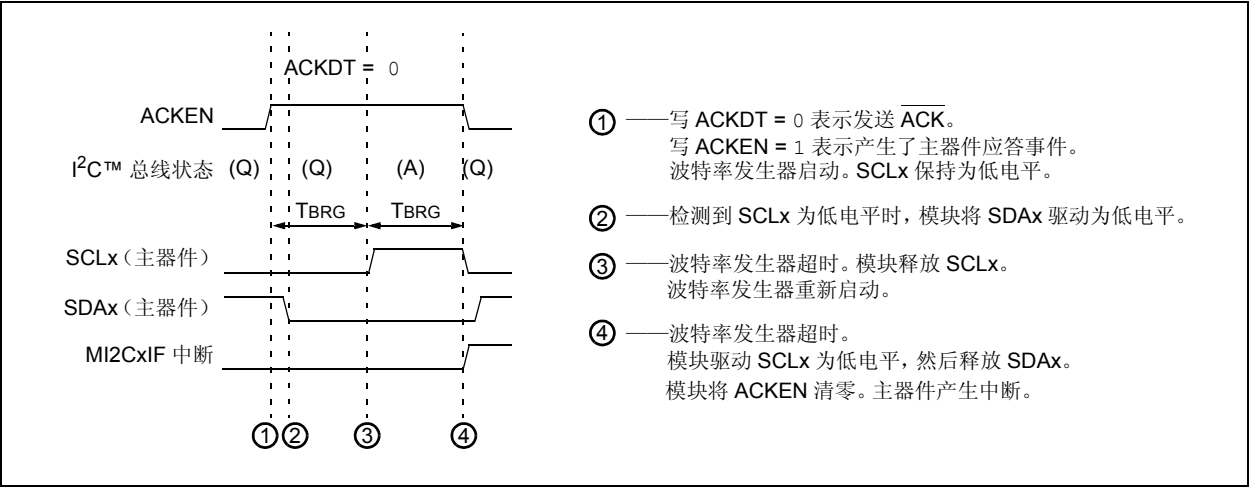 ACKDT = 0
ACKEN
I²C™ 总线状态 (Q) (Q) (A) (Q)
TBRG TBRG
SCLx（主器件）
SDAx（主器件）
MI2CxIF 中断
① ② ③ ④
① ——写 ACKDT = 0 表示发送 A̅C̅K̅。
写 ACKEN = 1 表示产生了主器件应答事件。
波特率发生器启动。SCLx 保持为低电平。
② ——检测到 SCLx 为低电平时，模块将 SDAx 驱动为低电平。
③ ——波特率发生器超时。模块释放 SCLx。
波特率发生器重新启动。
④ ——波特率发生器超时。
模块驱动 SCLx 为低电平，然后释放 SDAx。
模块将 ACKEN 清零。主器件产生中断。